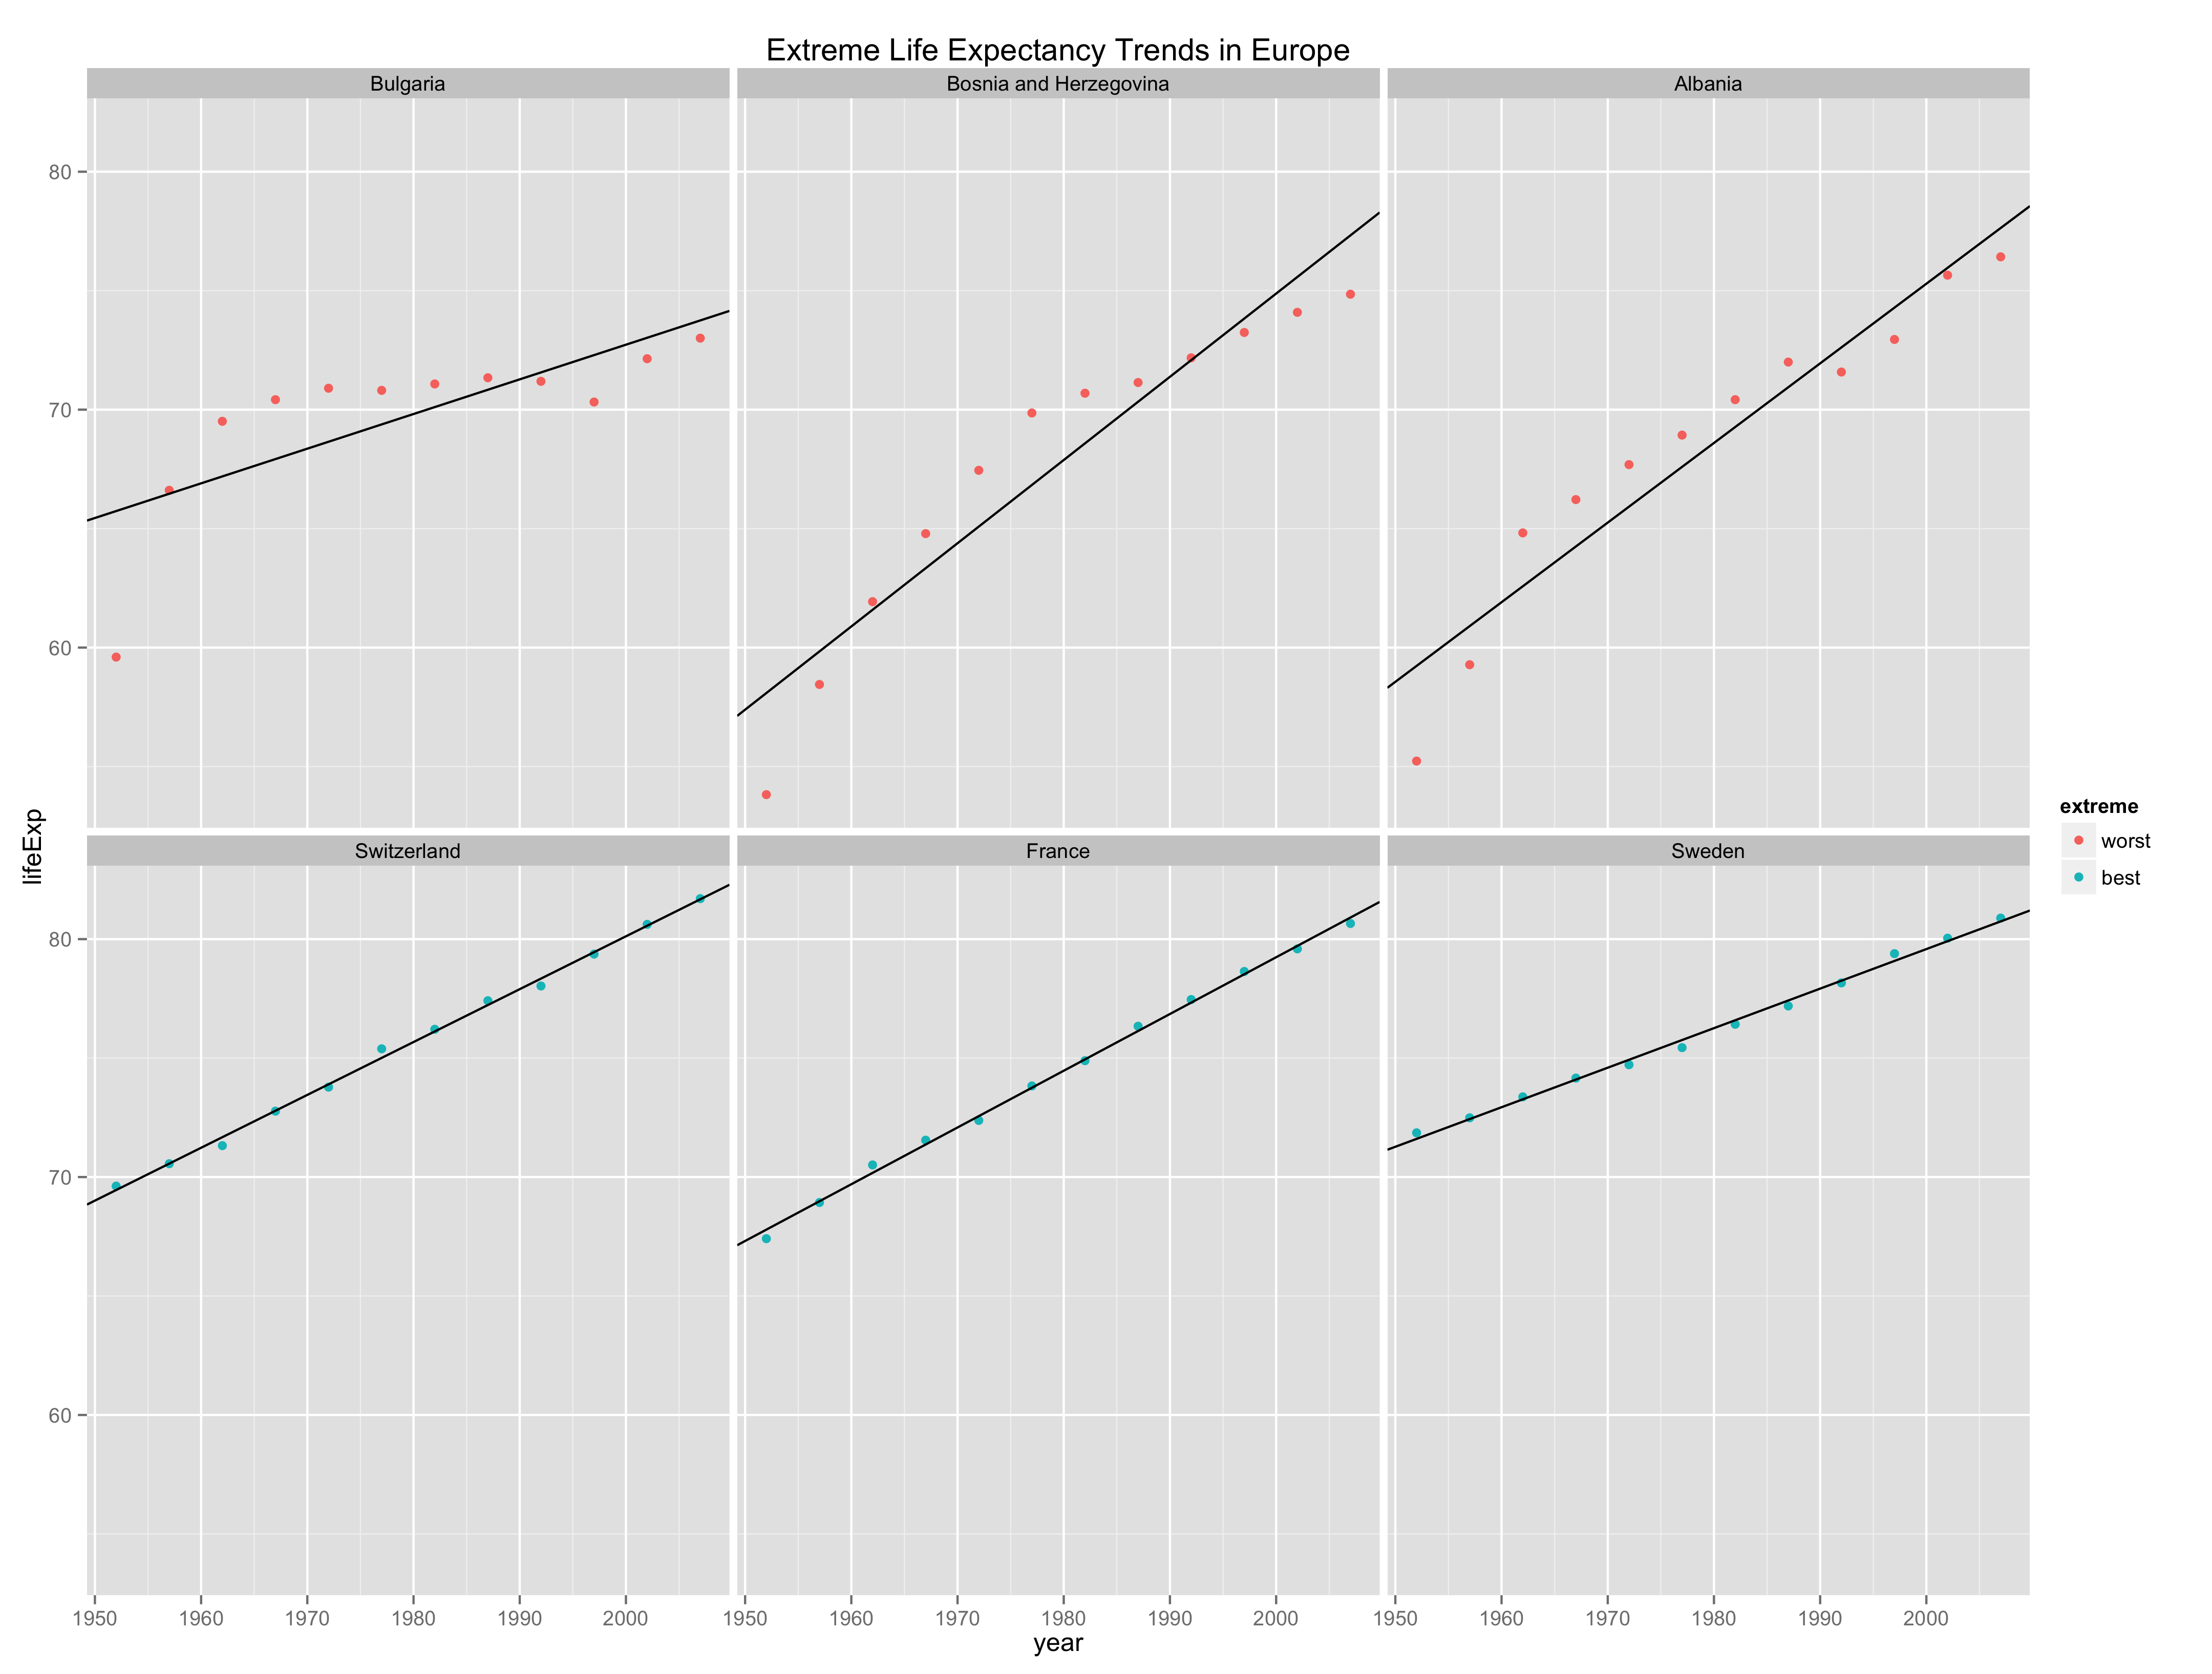 Extreme Life Expectancy Trends in Europe
Bulgaria Bosnia and Herzegovina Albania
80
70
60
lifeExp
Switzerland France Sweden
80
70
60
1950 1960 1970 1980 1990 2000 1950 1960 1970 1980 1990 2000 1950 1960 1970 1980 1990 2000
year
extreme
worst
best